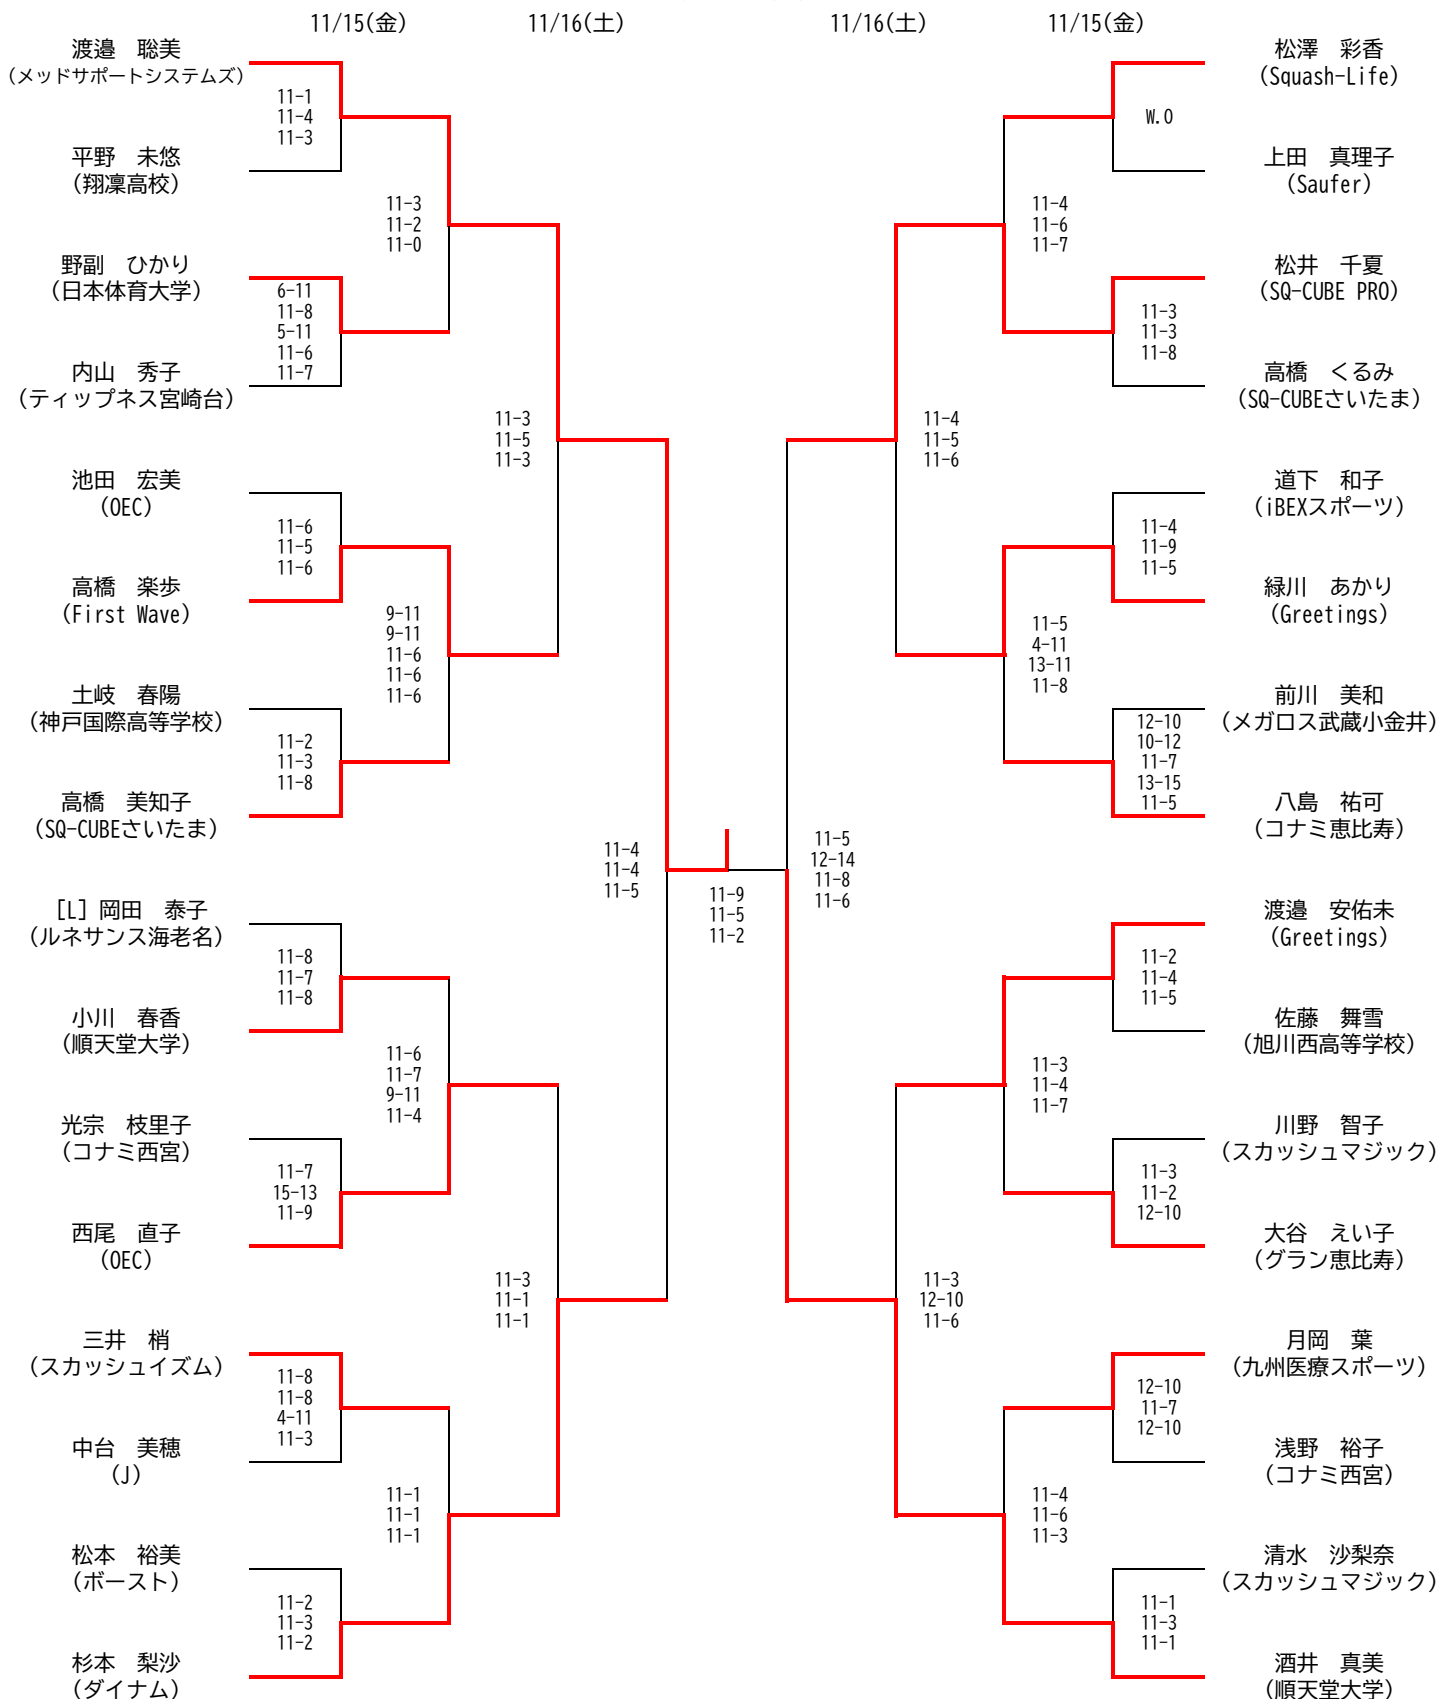 11/15(金)
11/16(土)
11/16(土)
11/15(金)
渡邉　聡美
(メッドサポートシステムズ)
11-1
11-4
11-3
平野　未悠
(翔凜高校)
11-3
11-2
11-0
野副　ひかり
(日本体育大学)
6-11
11-8
5-11
11-6
11-7
内山　秀子
(ティップネス宮崎台)
11-3
11-5
11-3
池田　宏美
(OEC)
11-6
11-5
11-6
高橋　楽歩
(First Wave)
9-11
9-11
11-6
11-6
11-6
土岐　春陽
(神戸国際高等学校)
11-2
11-3
11-8
高橋　美知子
(SQ-CUBEさいたま)
11-4
11-4
11-5
[L] 岡田　泰子
(ルネサンス海老名)
11-8
11-7
11-8
小川　春香
(順天堂大学)
11-6
11-7
9-11
11-4
光宗　枝里子
(コナミ西宮)
11-7
15-13
11-9
西尾　直子
(OEC)
11-3
11-1
11-1
三井　梢
(スカッシュイズム)
11-8
11-8
4-11
11-3
中台　美穂
(J)
11-1
11-1
11-1
松本　裕美
(ボースト)
11-2
11-3
11-2
杉本　梨沙
(ダイナム)
11-9
11-5
11-2
松澤　彩香
(Squash-Life)
W.O
上田　真理子
(Saufer)
11-4
11-6
11-7
松井　千夏
(SQ-CUBE PRO)
11-3
11-3
11-8
高橋　くるみ
(SQ-CUBEさいたま)
11-4
11-5
11-6
道下　和子
(iBEXスポーツ)
11-4
11-9
11-5
緑川　あかり
(Greetings)
11-5
4-11
13-11
11-8
前川　美和
(メガロス武蔵小金井)
12-10
10-12
11-7
13-15
11-5
八島　祐可
(コナミ恵比寿)
11-5
12-14
11-8
11-6
渡邉　安佑未
(Greetings)
11-2
11-4
11-5
佐藤　舞雪
(旭川西高等学校)
11-3
11-4
11-7
川野　智子
(スカッシュマジック)
11-3
11-2
12-10
大谷　えい子
(グラン恵比寿)
11-3
12-10
11-6
月岡　葉
(九州医療スポーツ)
12-10
11-7
12-10
浅野　裕子
(コナミ西宮)
11-4
11-6
11-3
清水　沙梨奈
(スカッシュマジック)
11-1
11-3
11-1
酒井　真美
(順天堂大学)